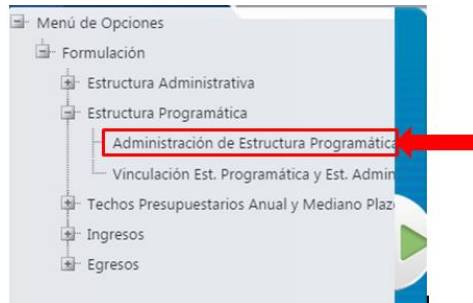 Menú de Opciones
Formulación
Estructura Administrativa
Estructura Programática
Administración de Estructura Programática
Vinculación Est. Programática y Est. Admin
Techos Presupuestarios Anual y Mediano Plazo
Ingresos
Egresos